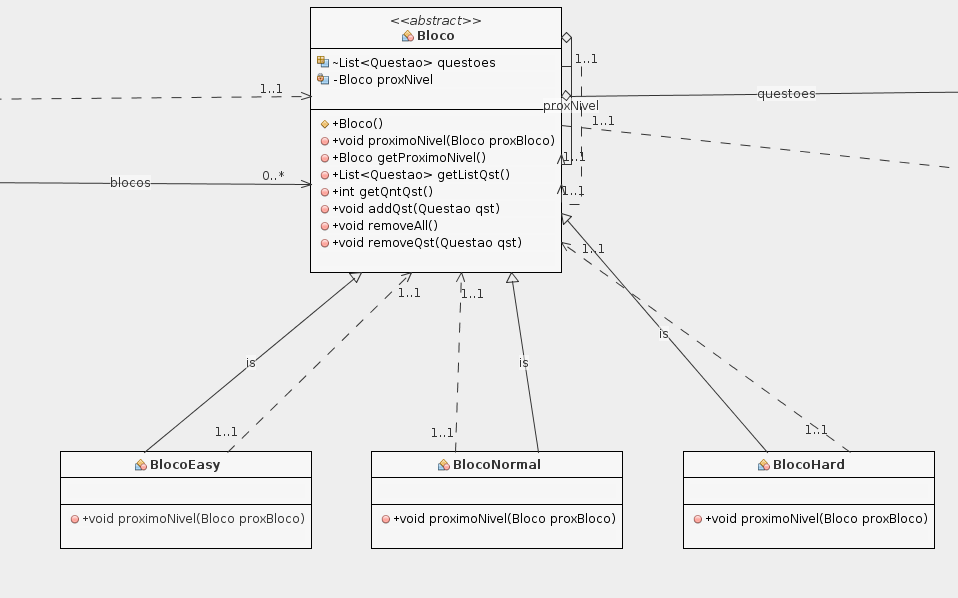 <<abstract>>
Bloco
~List<Questao> questoes
-Bloco proxNivel
+Bloco()
+void proximoNivel(Bloco proxBloco)
+Bloco getProximoNivel()
+List<Questao> getListQst()
+int getQntQst()
+void addQst(Questao qst)
+void removeAll()
+void removeQst(Questao qst)
1..1
blocos
0..*
1..1
proxNivel
questoes
1..1
1..1
1..1
1..1
1..1
1..1
is
is
is
1..1
1..1
1..1
BlocoEasy
+void proximoNivel(Bloco proxBloco)
BlocoNormal
+void proximoNivel(Bloco proxBloco)
BlocoHard
+void proximoNivel(Bloco proxBloco)